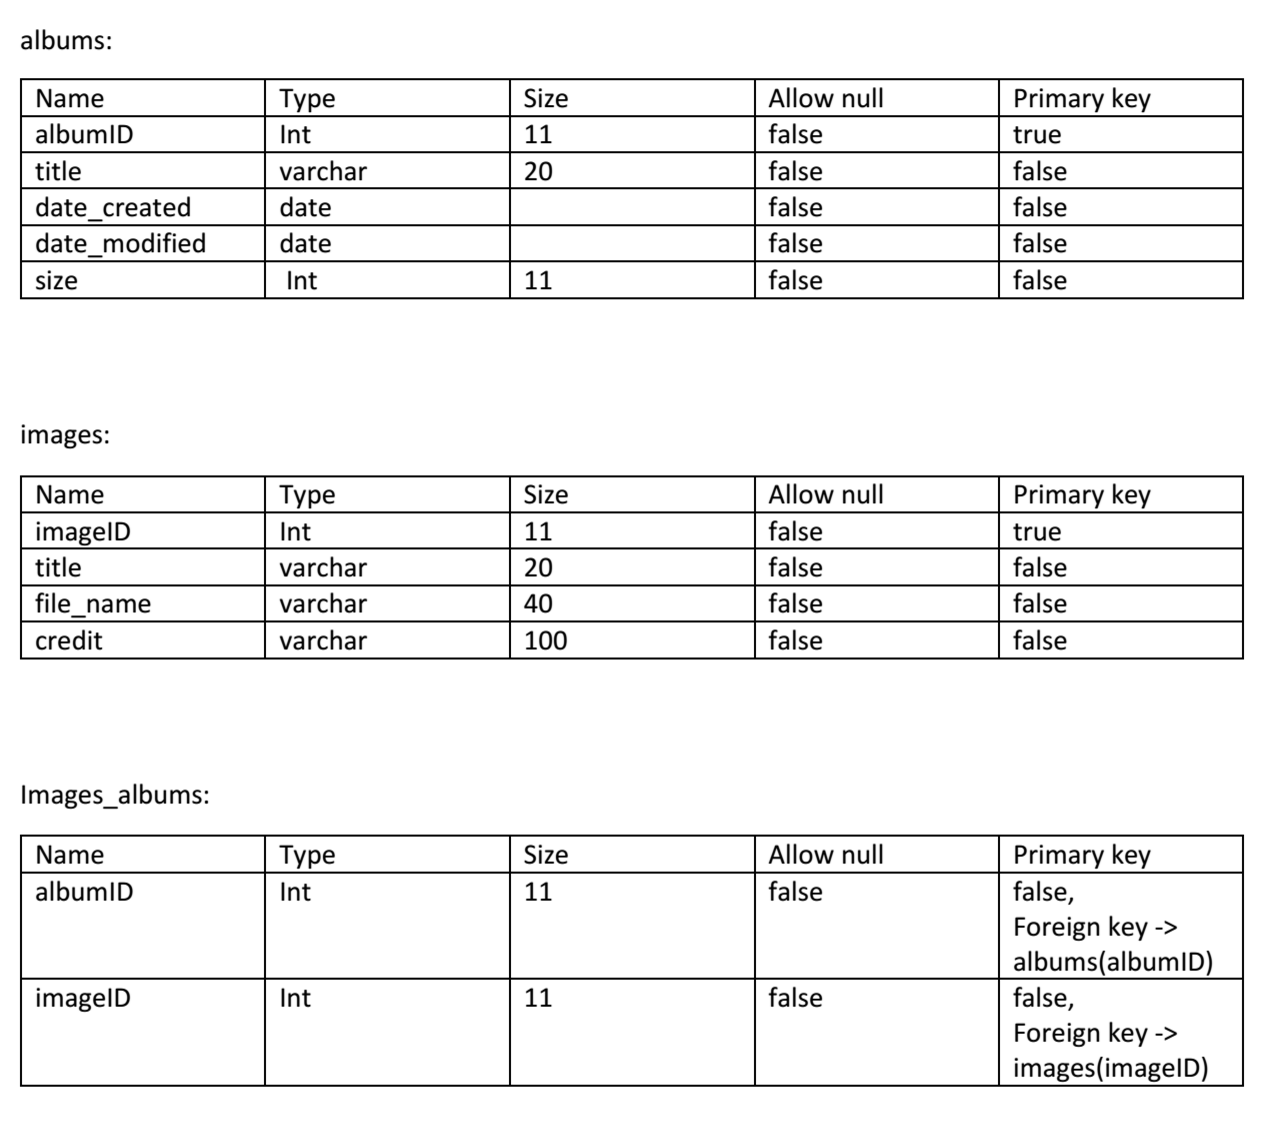 albums:
Name Type Size Allow null Primary key
albumID Int 11 false true
title varchar 20 false false
date_created date false false
date_modified date false false
size Int 11 false false
images:
Name Type Size Allow null Primary key
imageID Int 11 false true
title varchar 20 false false
file_name varchar 40 false false
credit varchar 100 false false
Images_albums:
Name Type Size Allow null Primary key
albumID Int 11 false false,
Foreign key ->
albums(albumID)
imageID Int 11 false false,
Foreign key ->
images(imageID)